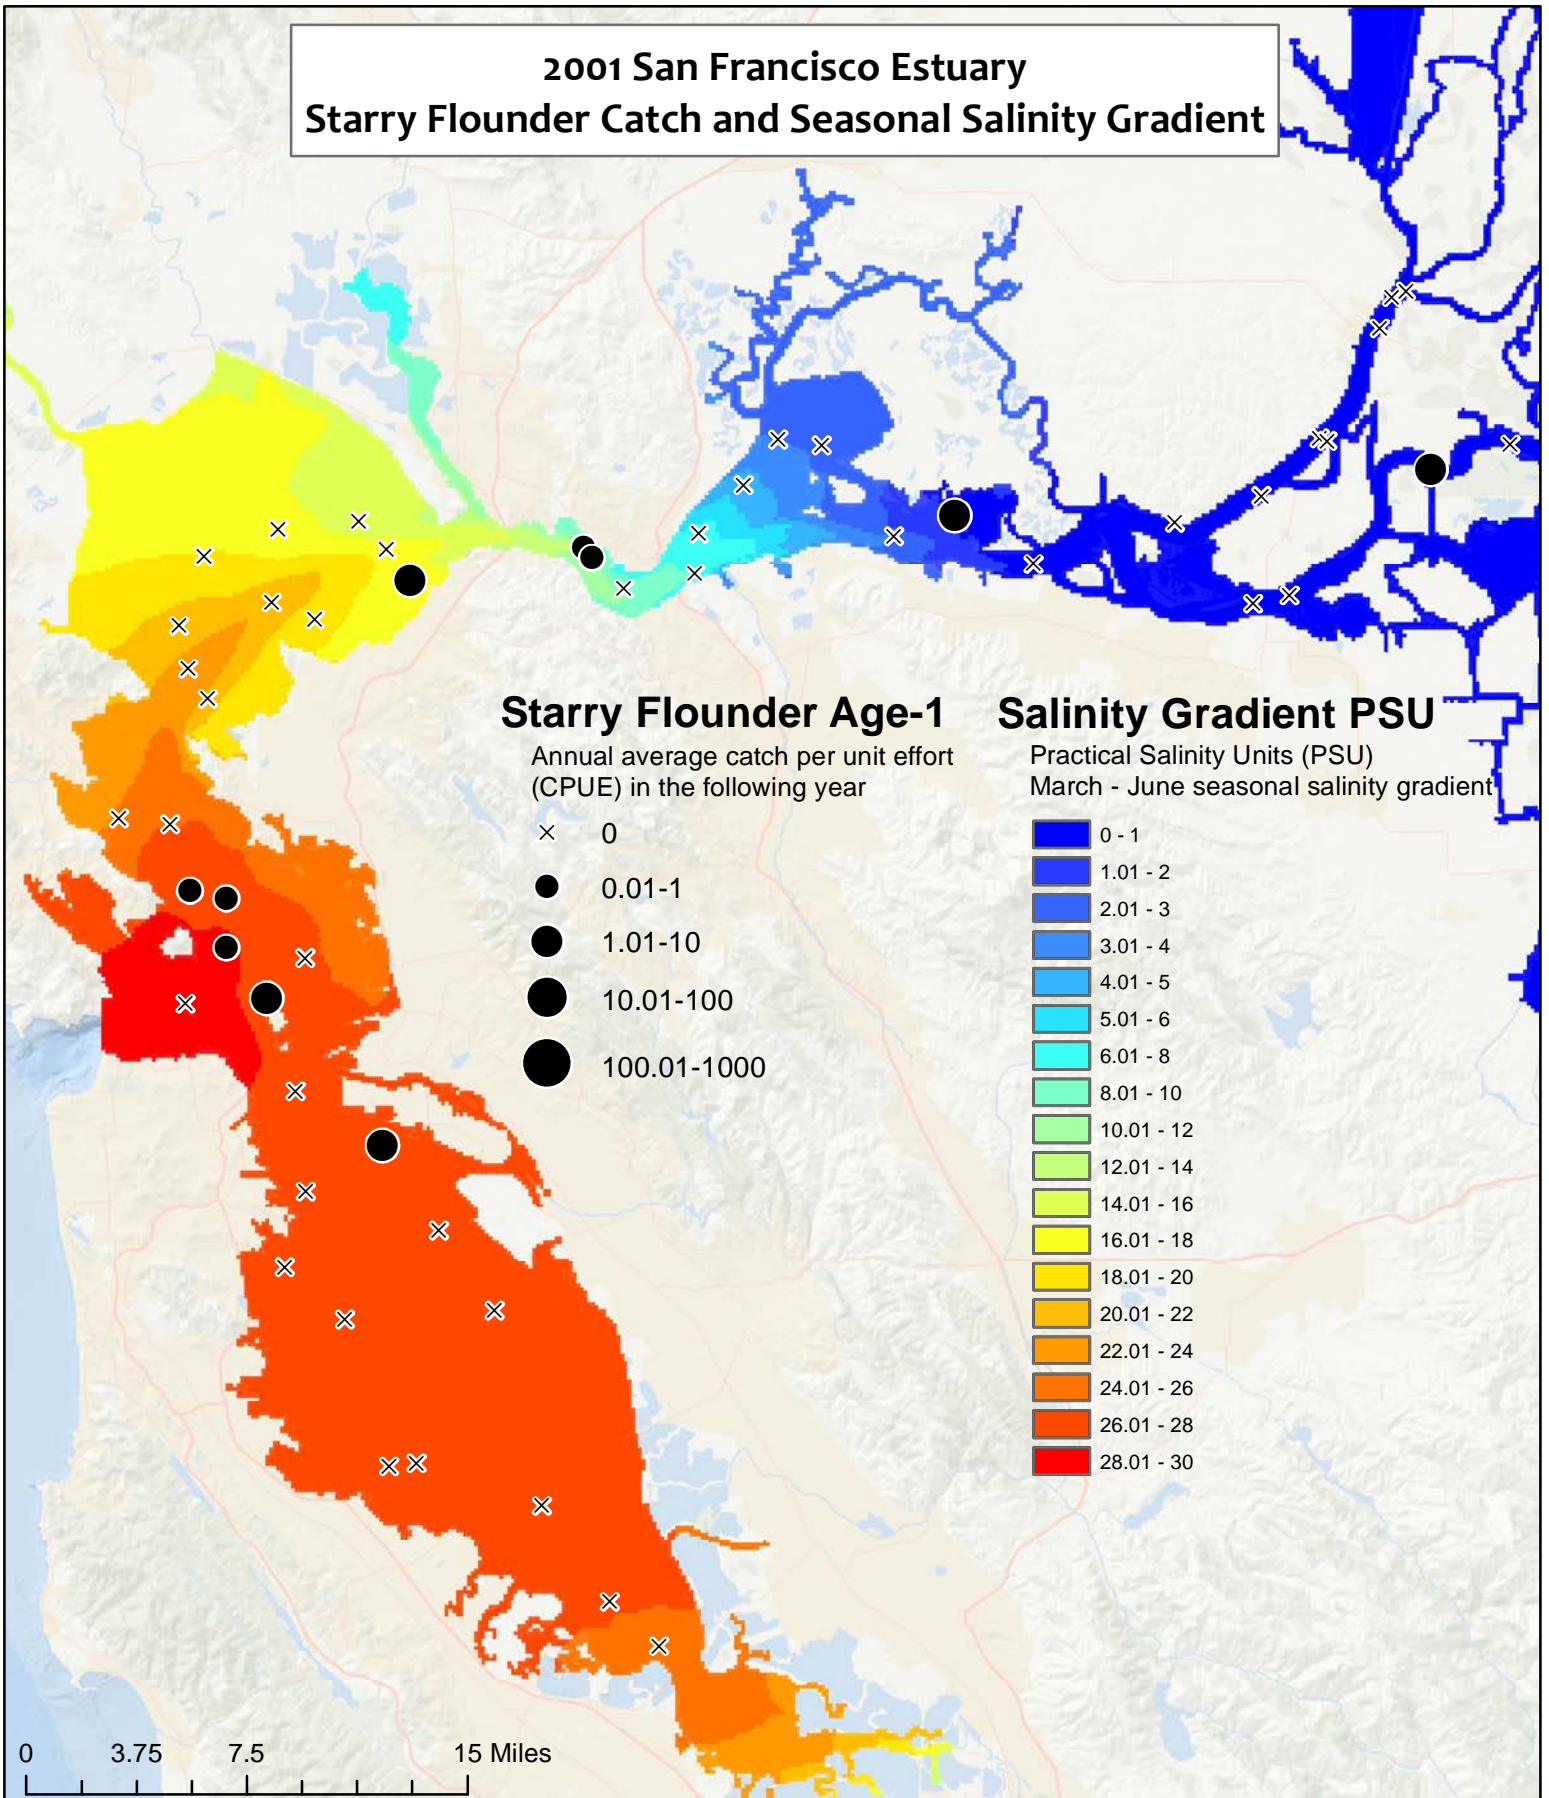 2001 San Francisco Estuary
Starry Flounder Catch and Seasonal Salinity Gradient
Starry Flounder Age-1
Annual average catch per unit effort
(CPUE) in the following year
0
0.01-1
1.01-10
10.01-100
100.01-1000
Salinity Gradient PSU
Practical Salinity Units (PSU)
March - June seasonal salinity gradient
0 - 1
1.01 - 2
2.01 - 3
3.01 - 4
4.01 - 5
5.01 - 6
6.01 - 8
8.01 - 10
10.01 - 12
12.01 - 14
14.01 - 16
16.01 - 18
18.01 - 20
20.01 - 22
22.01 - 24
24.01 - 26
26.01 - 28
28.01 - 30
0 3.75 7.5 15 Miles